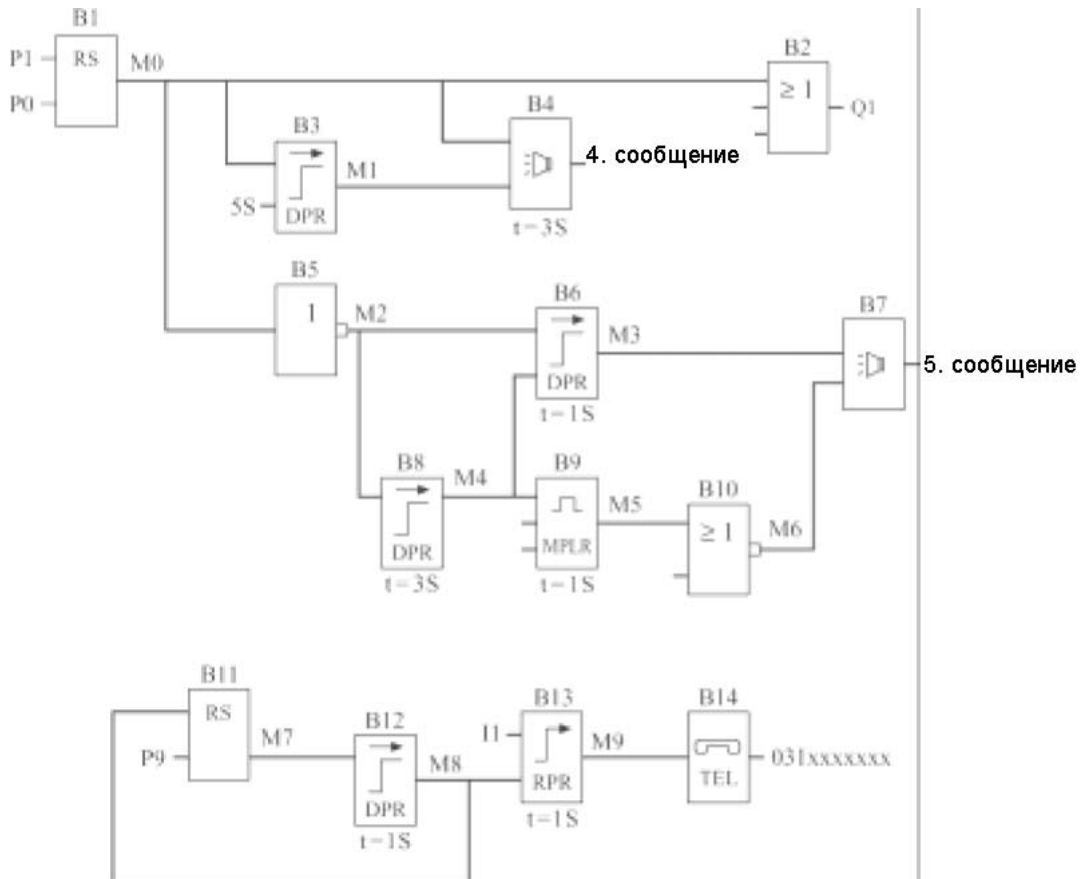 B1
P1
RS
M0
P0
B2
≥ 1
Q1
B4
4. сообщение
t=3S
B3
M1
5S
DPR
B5
1
M2
B6
M3
DPR
t=1S
B7
5. сообщение
B8
M4
DPR
t=3S
B9
M5
MPLR
t=1S
B10
≥ 1
M6
B11
RS
M7
P9
B12
M8
DPR
t=1S
B13
I1
M9
RPR
t=1S
B14
TEL
031xxxxxxx